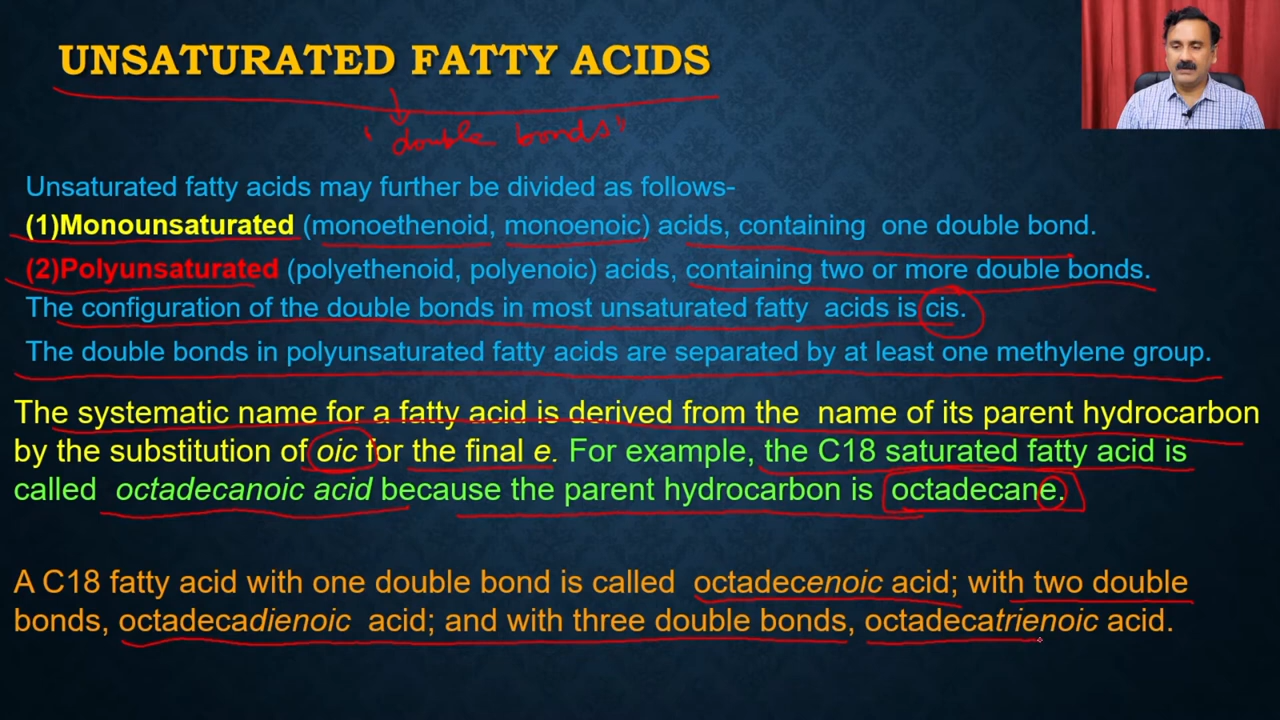 UNSATURATED FATTY ACIDS
"double bonds"
Unsaturated fatty acids may further be divided as follows-
(1)Monounsaturated (monoethenoid, monoenoic) acids, containing one double bond.
(2)Polyunsaturated (polyethenoid, polyenoic) acids, containing two or more double bonds.
The configuration of the double bonds in most unsaturated fatty acids is cis.
The double bonds in polyunsaturated fatty acids are separated by at least one methylene group.
The systematic name for a fatty acid is derived from the name of its parent hydrocarbon
by the substitution of oic for the final e. For example, the C18 saturated fatty acid is
called octadecanoic acid because the parent hydrocarbon is octadecane.
A C18 fatty acid with one double bond is called octadecenoic acid; with two double
bonds, octadecadienoic acid; and with three double bonds, octadecatrienoic acid.